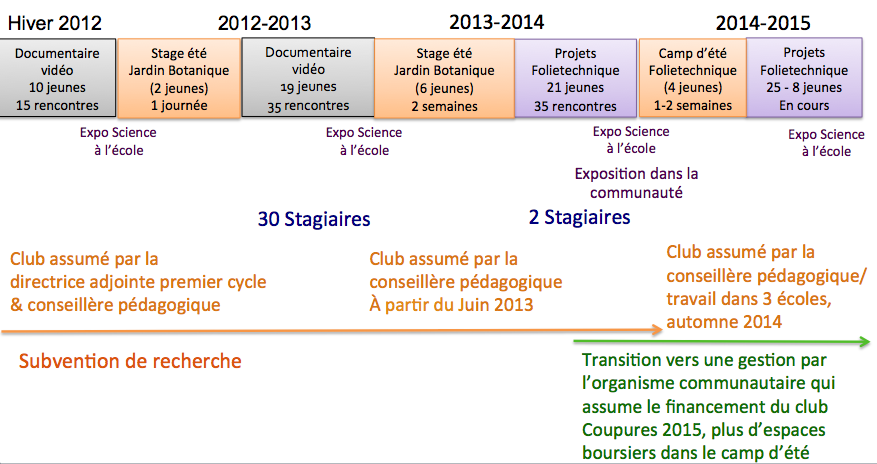 Hiver 2012
2012-2013
2013-2014
2014-2015
Documentaire
vidéo
10 jeunes
15 rencontres
Stage été
Jardin Botanique
(2 jeunes)
1 journée
Documentaire
vidéo
19 jeunes
35 rencontres
Stage été
Jardin Botanique
(6 jeunes)
2 semaines
Projets
Folietechnique
21 jeunes
35 rencontres
Camp d'été
Folietechnique
(4 jeunes)
1-2 semaines
Projets
Folietechnique
25 - 8 jeunes
En cours
Expo Science
à l'école
Expo Science
à l'école
Expo Science
à l'école
Expo Science
à l'école
Exposition dans la
communauté
30 Stagiaires
2 Stagiaires
Club assumé par la
directrice adjointe premier cycle
& conseillère pédagogique
Club assumé par la
conseillère pédagogique
À partir du Juin 2013
Club assumé par la
conseillère pédagogique/
travail dans 3 écoles,
automne 2014
Subvention de recherche
Transition vers une gestion par
l'organisme communautaire qui
assume le financement du club
Coupures 2015, plus d'espaces
boursiers dans le camp d'été